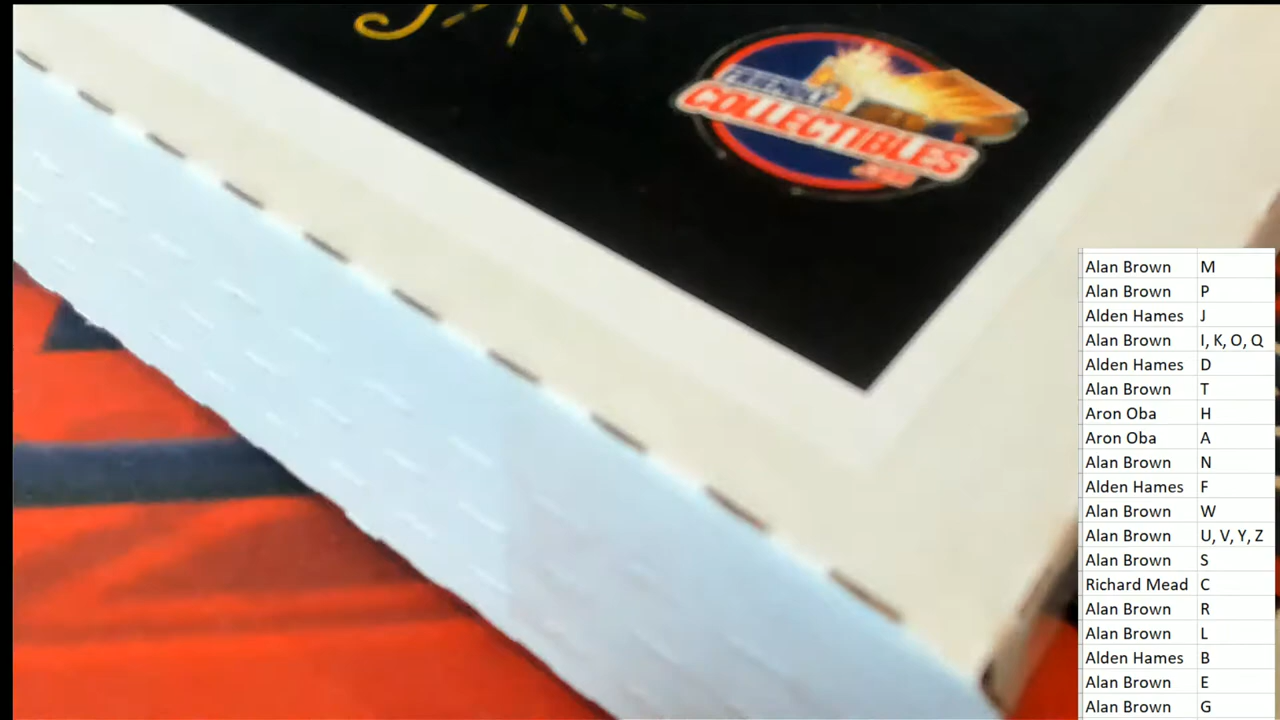 COLLECTIBLES
Alan Brown M
Alan Brown P
Alden Hames J
Alan Brown I, K, O, Q
Alden Hames D
Alan Brown T
Aron Oba H
Aron Oba A
Alan Brown N
Alden Hames F
Alan Brown W
Alan Brown U, V, Y, Z
Alan Brown S
Richard Mead C
Alan Brown R
Alan Brown L
Alden Hames B
Alan Brown E
Alan Brown G